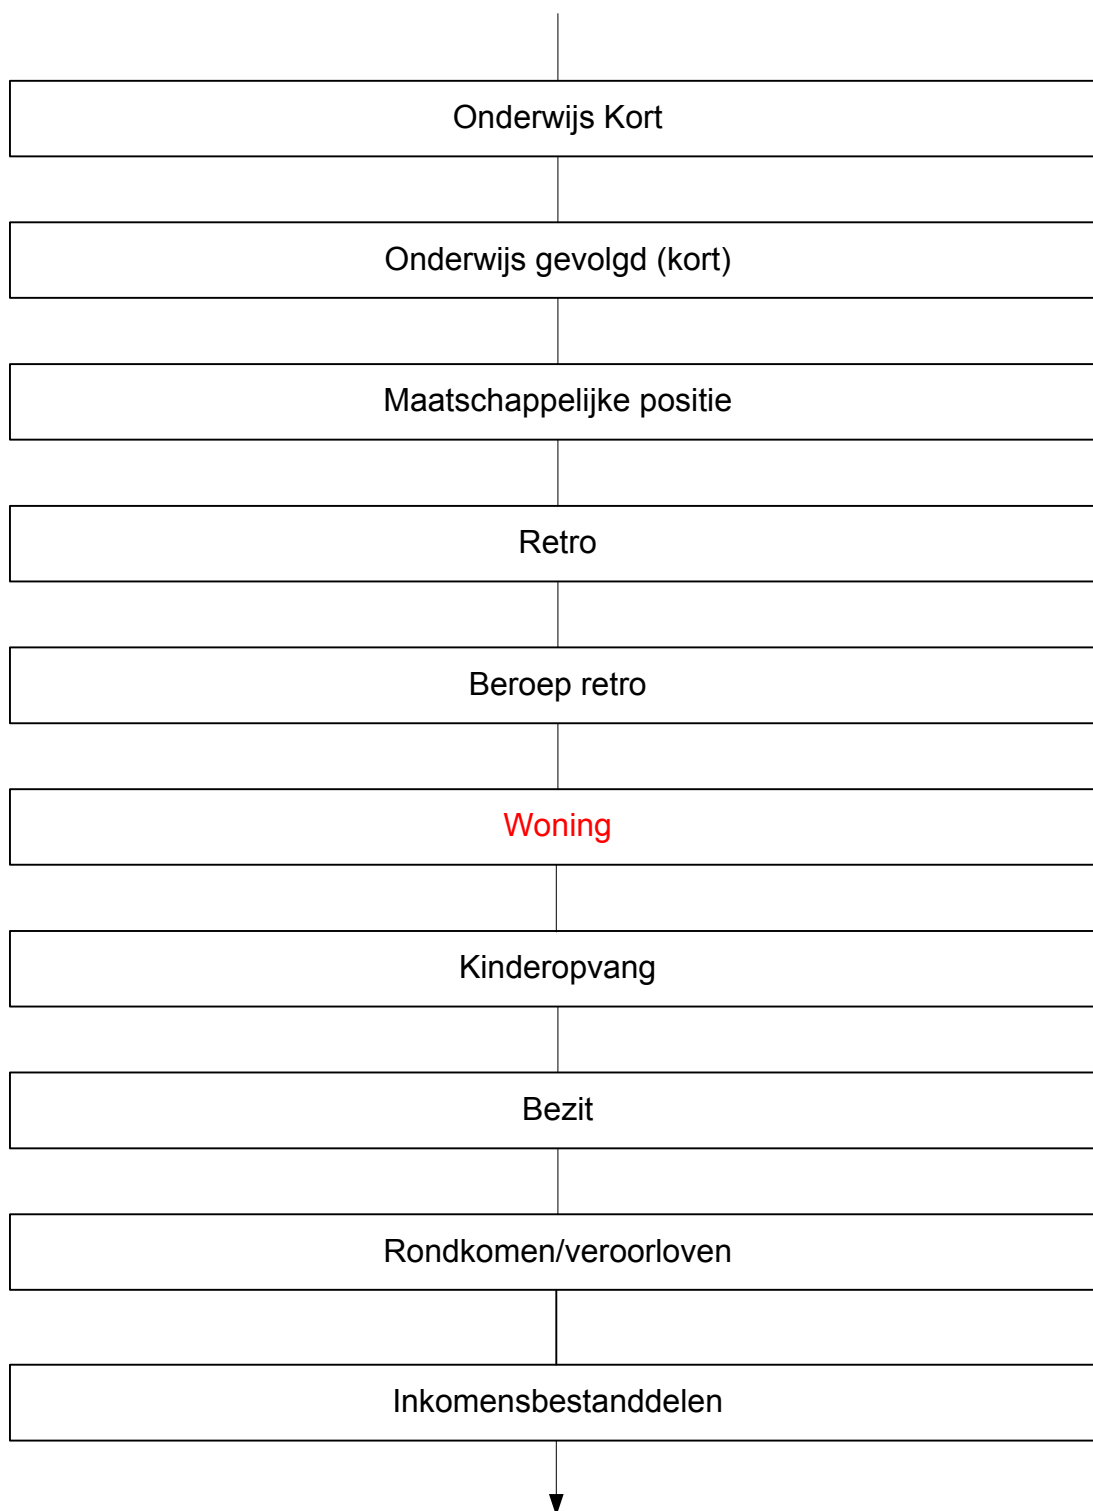 Onderwijs Kort
Onderwijs gevolgd (kort)
Maatschappelijke positie
Retro
Beroep retro
Woning
Kinderopvang
Bezit
Rondkomen/veroorloven
Inkomensbestanddelen